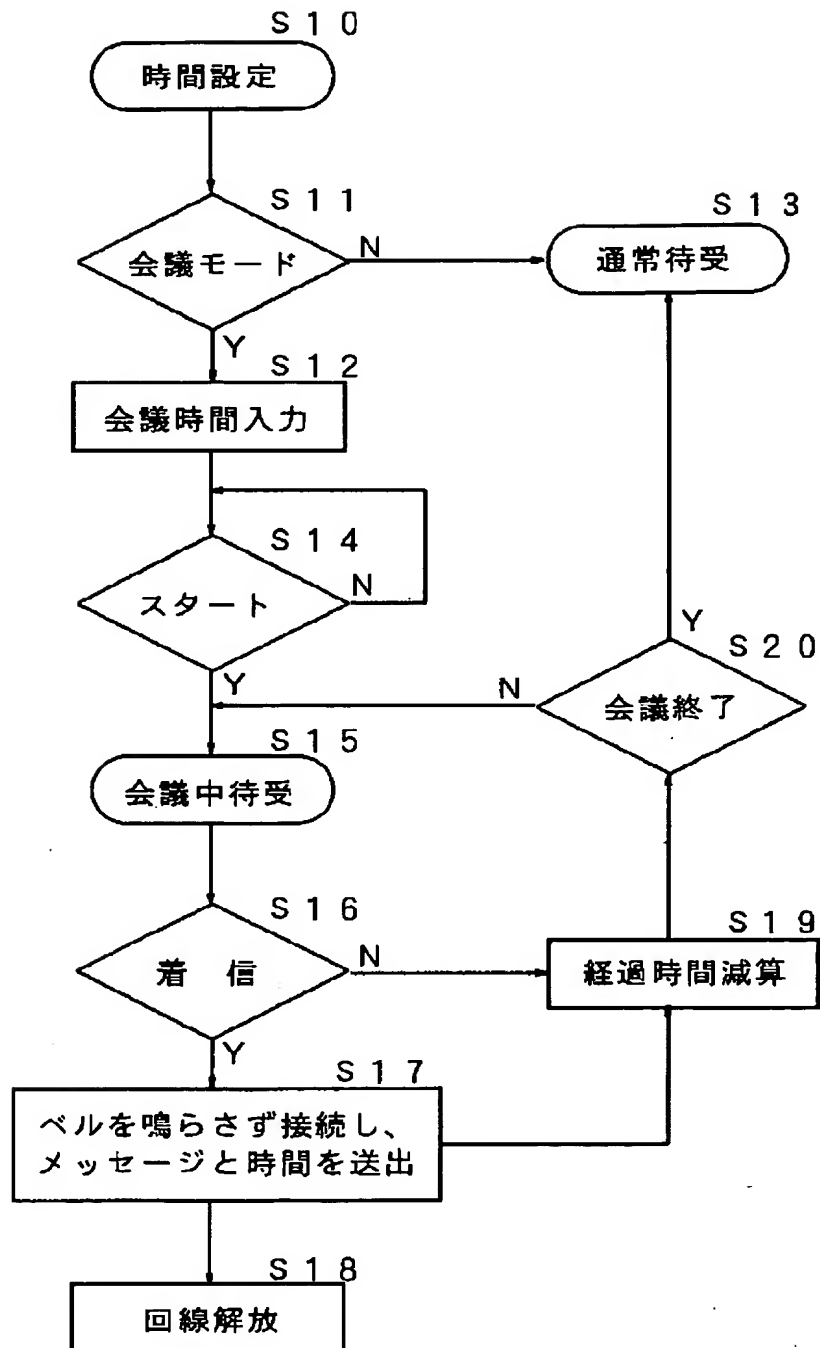 S10
時間設定
S11
会議モード
N
Y
S13
通常待受
S12
会議時間入力
S14
スタート
N
Y
S20
会議終了
N
Y
S15
会議中待受
S16
着 信
N
Y
S19
経過時間減算
S17
ベルを鳴らさず接続し、
メッセージと時間を送出
S18
回線解放